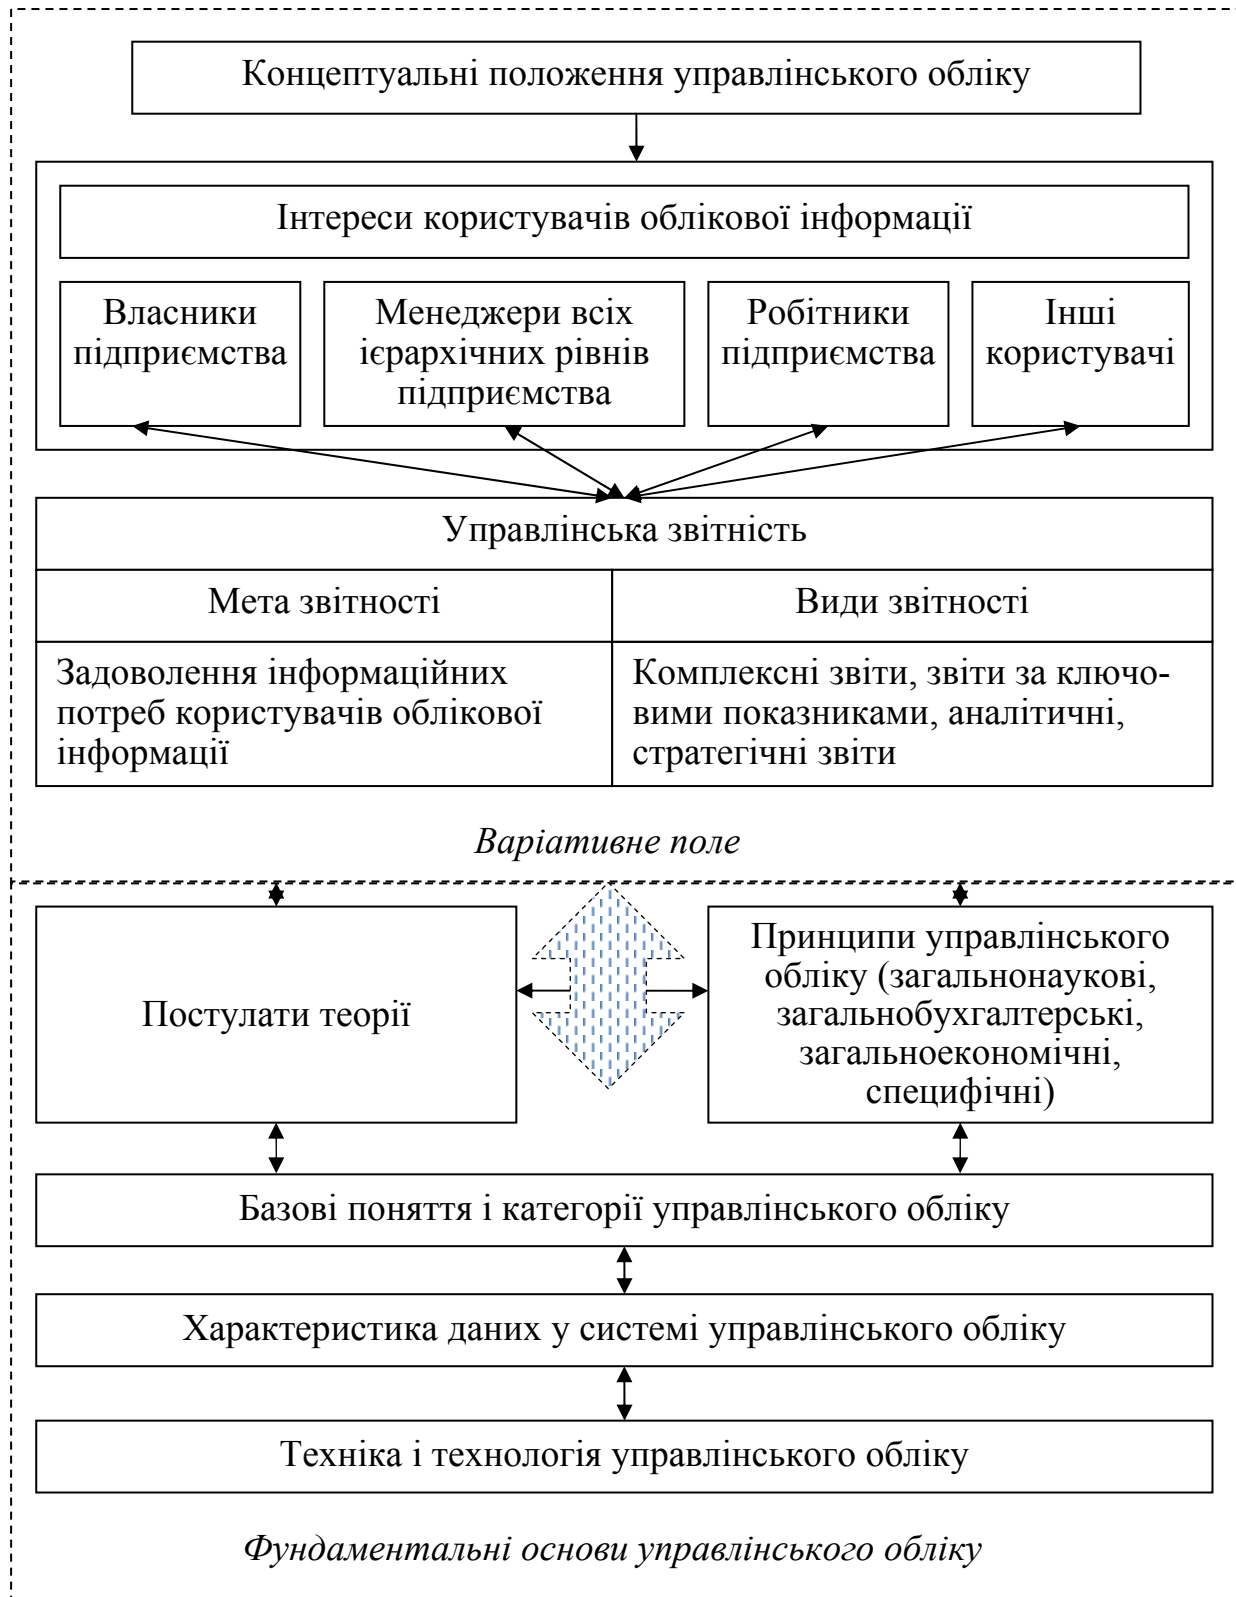 Концептуальні положення управлінського обліку
Інтереси користувачів облікової інформації
Власники
підприємства
Менеджери всіх
ієрархічних рівнів
підприємства
Робітники
підприємства
Інші
користувачі
Управлінська звітність
Мета звітності
Види звітності
Задоволення інформаційних
потреб користувачів облікової
інформації
Комплексні звіти, звіти за ключо-
вими показниками, аналітичні,
стратегічні звіти
Варіативне поле
Постулати теорії
Принципи управлінського
обліку (загальнонаукові,
загальнобухгалтерські,
загальноекономічні,
специфічні)
Базові поняття і категорії управлінського обліку
Характеристика даних у системі управлінського обліку
Техніка і технологія управлінського обліку
Фундаментальні основи управлінського обліку